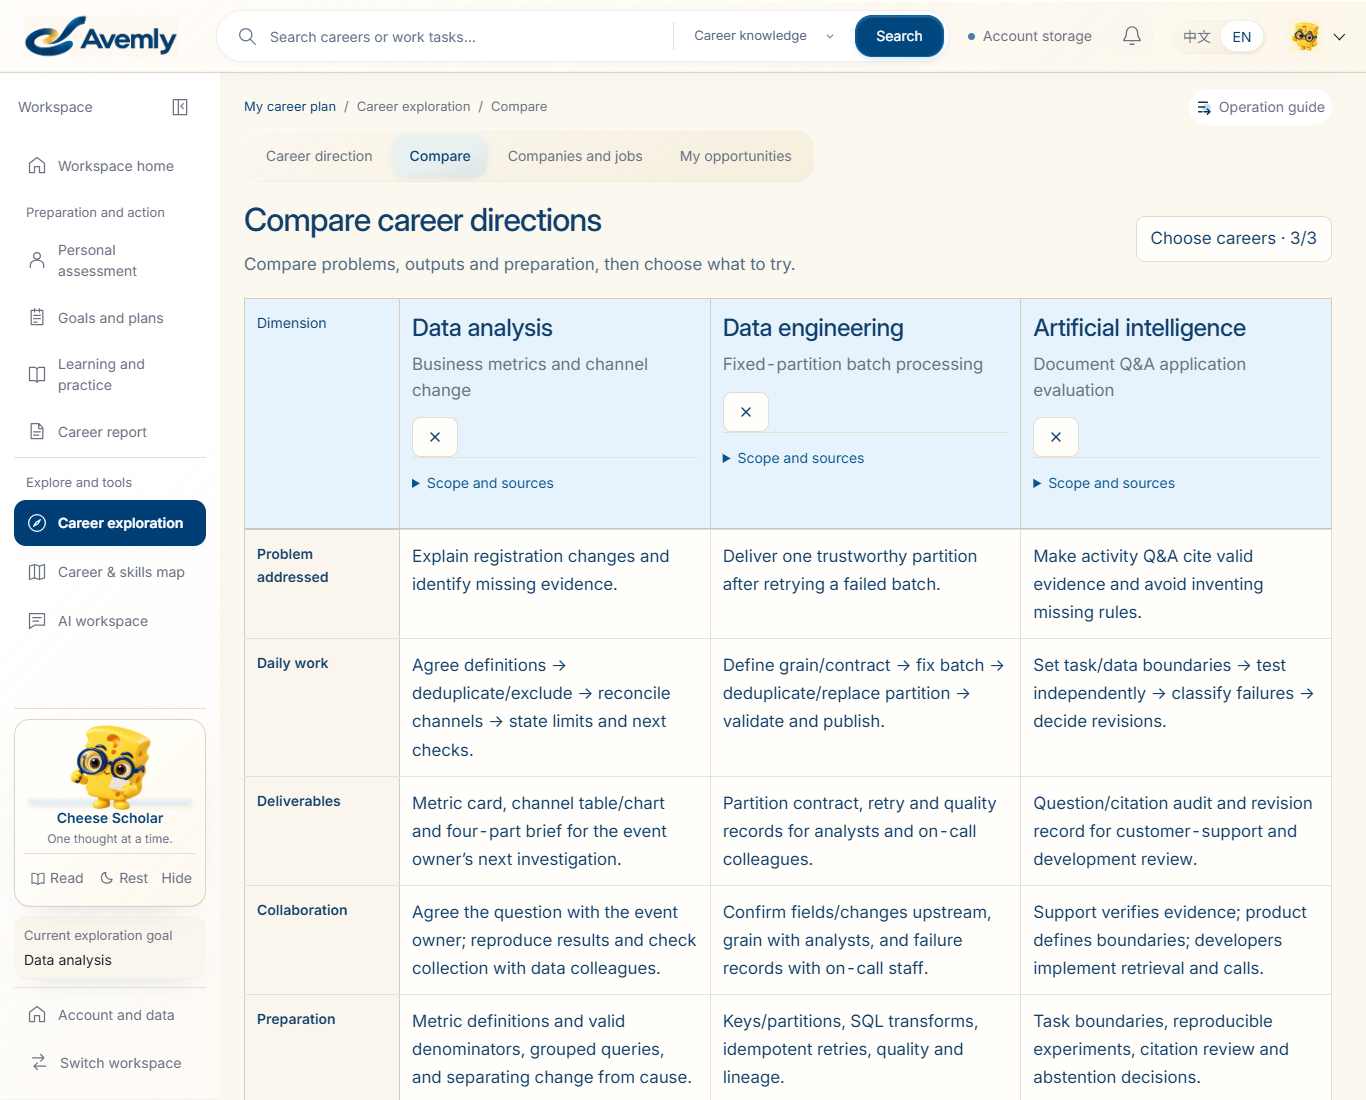 Avemly
Search careers or work tasks...
Career knowledge
Search
Account storage
中文
EN
Workspace
Workspace home
Preparation and action
Personal
assessment
Goals and plans
Learning and
practice
Career report
Explore and tools
Career exploration
Career & skills map
AI workspace
Cheese Scholar
One thought at a time.
Read
Rest
Hide
Current exploration goal
Data analysis
Account and data
Switch workspace
My career plan / Career exploration / Compare
Operation guide
Career direction
Compare
Companies and jobs
My opportunities
Compare career directions
Compare problems, outputs and preparation, then choose what to try.
Choose careers · 3/3
Dimension
Data analysis
Business metrics and channel
change
×
▶ Scope and sources
Data engineering
Fixed-partition batch processing
×
▶ Scope and sources
Artificial intelligence
Document Q&A application
evaluation
×
▶ Scope and sources
Problem
addressed
Explain registration changes and
identify missing evidence.
Deliver one trustworthy partition
after retrying a failed batch.
Make activity Q&A cite valid
evidence and avoid inventing
missing rules.
Daily work
Agree definitions →
deduplicate/exclude → reconcile
channels → state limits and next
checks.
Define grain/contract → fix batch →
deduplicate/replace partition →
validate and publish.
Set task/data boundaries → test
independently → classify failures →
decide revisions.
Deliverables
Metric card, channel table/chart
and four-part brief for the event
owner’s next investigation.
Partition contract, retry and quality
records for analysts and on-call
colleagues.
Question/citation audit and revision
record for customer-support and
development review.
Collaboration
Agree the question with the event
owner; reproduce results and check
collection with data colleagues.
Confirm fields/changes upstream,
grain with analysts, and failure
records with on-call staff.
Support verifies evidence; product
defines boundaries; developers
implement retrieval and calls.
Preparation
Metric definitions and valid
denominators, grouped queries,
and separating change from cause.
Keys/partitions, SQL transforms,
idempotent retries, quality and
lineage.
Task boundaries, reproducible
experiments, citation review and
abstention decisions.